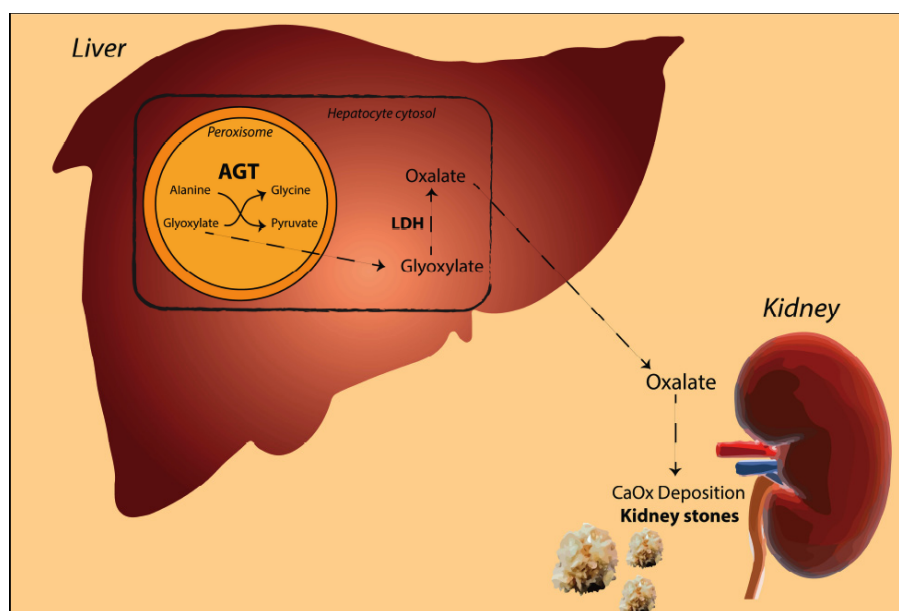 Liver
Hepatocyte cytosol
Peroxisome
AGT
Alanine
Glycine
Glyoxylate
Pyruvate
Oxalate
LDH
Glyoxylate
Kidney
Oxalate
CaOx Deposition
Kidney stones